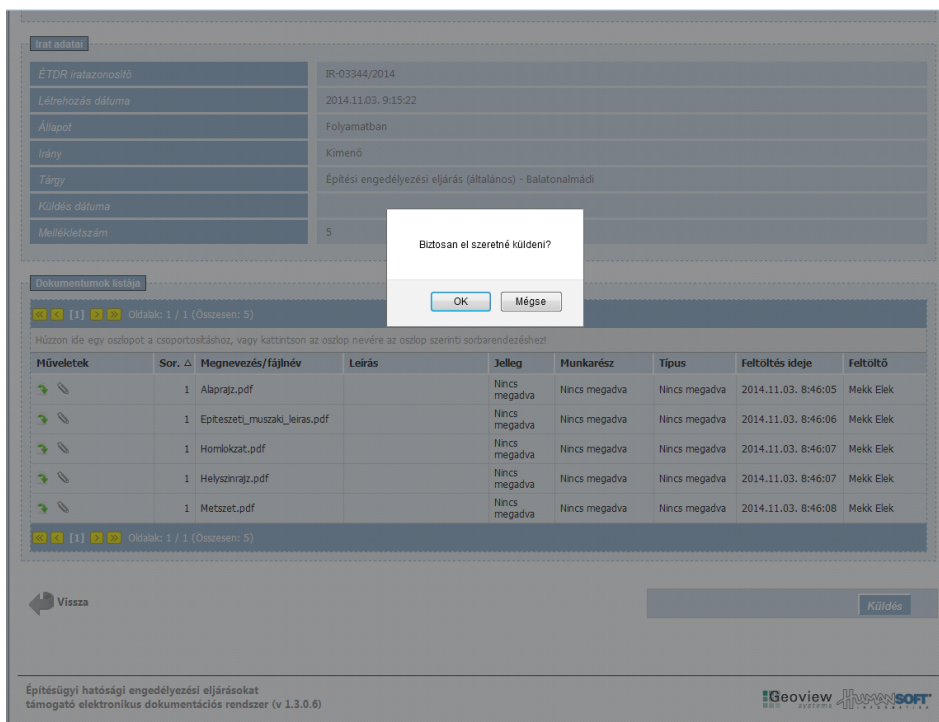 Irat adatai
ÉTDR iratazonosító IR-03344/2014
Létrehozás dátuma 2014.11.03. 9:15:22
Állapot Folyamatban
Irány Kimenő
Tárgy Építési engedélyezési eljárás (általános) - Balatonalmádi
Küldés dátuma
Mellékletszám 5
Biztosan el szeretné küldeni?
OK Mégse
Dokumentumok listája
[1] Oldalak: 1 / 1 (Összesen: 5)
Húzzon ide egy oszlopot a csoportosításhoz, vagy kattintson az oszlop nevére az oszlop szerinti sorbarendezéshez!
Műveletek Sor. Megnevezés/fájlnév Leírás Jelleg Munkarész Típus Feltöltés ideje Feltöltő
1 Alaprajz.pdf Nincs megadva Nincs megadva Nincs megadva 2014.11.03. 8:46:05 Mekk Elek
1 Epiteszeti_muszaki_leiras.pdf Nincs megadva Nincs megadva Nincs megadva 2014.11.03. 8:46:06 Mekk Elek
1 Homlokzat.pdf Nincs megadva Nincs megadva Nincs megadva 2014.11.03. 8:46:07 Mekk Elek
1 Helyszinrajz.pdf Nincs megadva Nincs megadva Nincs megadva 2014.11.03. 8:46:07 Mekk Elek
1 Metszet.pdf Nincs megadva Nincs megadva Nincs megadva 2014.11.03. 8:46:08 Mekk Elek
[1] Oldalak: 1 / 1 (Összesen: 5)
Vissza
Küldés
Építésügyi hatósági engedélyezési eljárásokat
támogató elektronikus dokumentációs rendszer (v 1.3.0.6)
Geoview systems HUMANSOFT